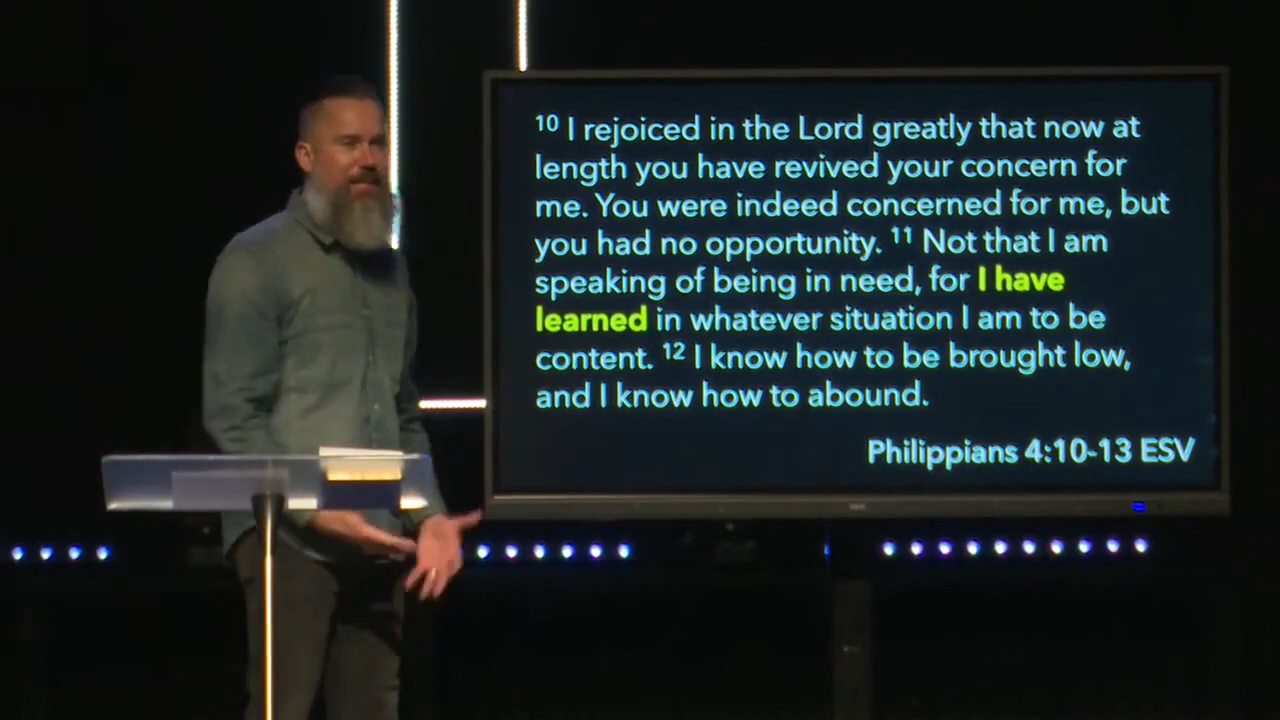 10 I rejoiced in the Lord greatly that now at
length you have revived your concern for
me. You were indeed concerned for me, but
you had no opportunity. 11 Not that I am
speaking of being in need, for I have
learned in whatever situation I am to be
content. 12 I know how to be brought low,
and I know how to abound.
Philippians 4:10-13 ESV